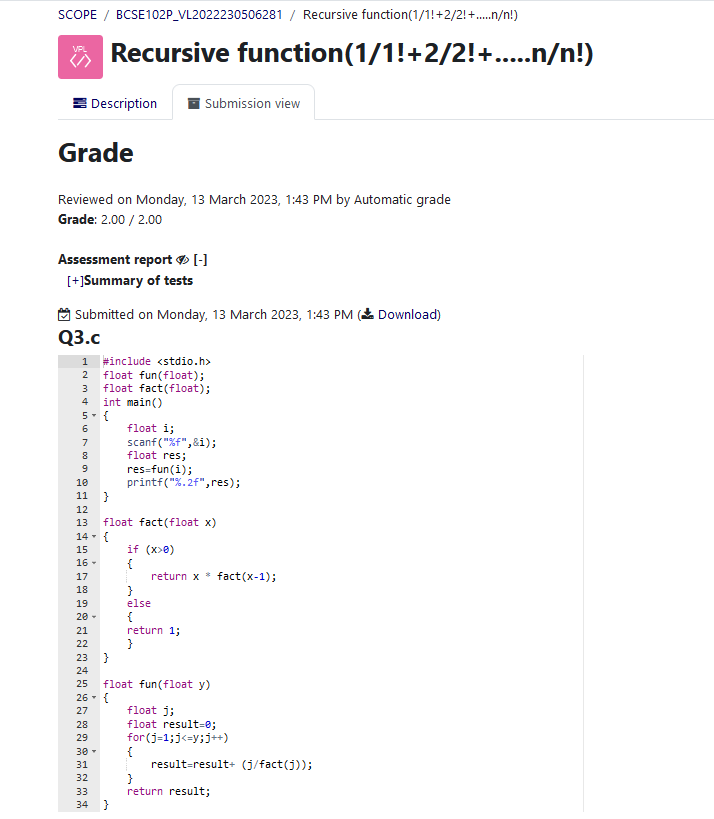 SCOPE / BCSE102P_VL2022230506281 / Recursive function(1/1!+2/2!+.....n/n!)
VPL
</>
Recursive function(1/1!+2/2!+.....n/n!)
Description Submission view
Grade
Reviewed on Monday, 13 March 2023, 1:43 PM by Automatic grade
Grade: 2.00 / 2.00
Assessment report [-]
[+]Summary of tests
Submitted on Monday, 13 March 2023, 1:43 PM (Download)
Q3.c
1 #include <stdio.h>
2 float fun(float);
3 float fact(float);
4 int main()
5 {
6     float i;
7     scanf("%f",&i);
8     float res;
9     res=fun(i);
10     printf("%.2f",res);
11 }
12
13 float fact(float x)
14 {
15     if (x>0)
16     {
17         return x * fact(x-1);
18     }
19     else
20     {
21     return 1;
22     }
23 }
24
25 float fun(float y)
26 {
27     float j;
28     float result=0;
29     for(j=1;j<=y;j++)
30     {
31         result=result+ (j/fact(j));
32     }
33     return result;
34 }